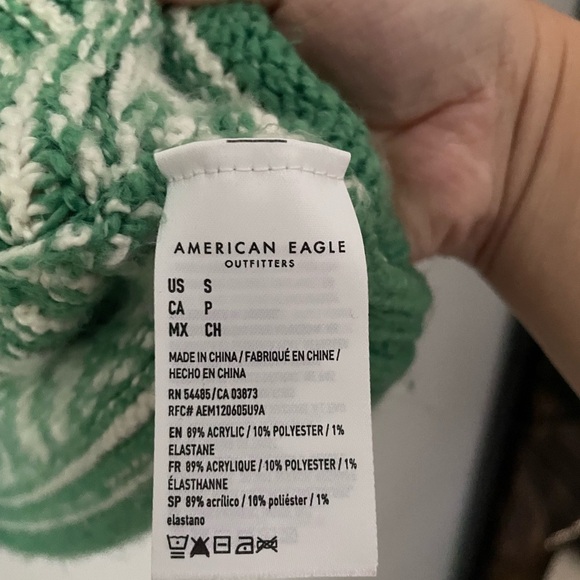 AMERICAN EAGLE
OUTFITTERS
US S
CA P
MX CH
MADE IN CHINA / FABRIQUÉ EN CHINE /
HECHO EN CHINA
RN 54485/CA 03873
RFC# AEM120605U9A
EN 89% ACRYLIC / 10% POLYESTER / 1%
ELASTANE
FR 89% ACRYLIQUE / 10% POLYESTER / 1%
ÉLASTHANNE
SP 89% acrílico / 10% poliéster / 1%
elastano